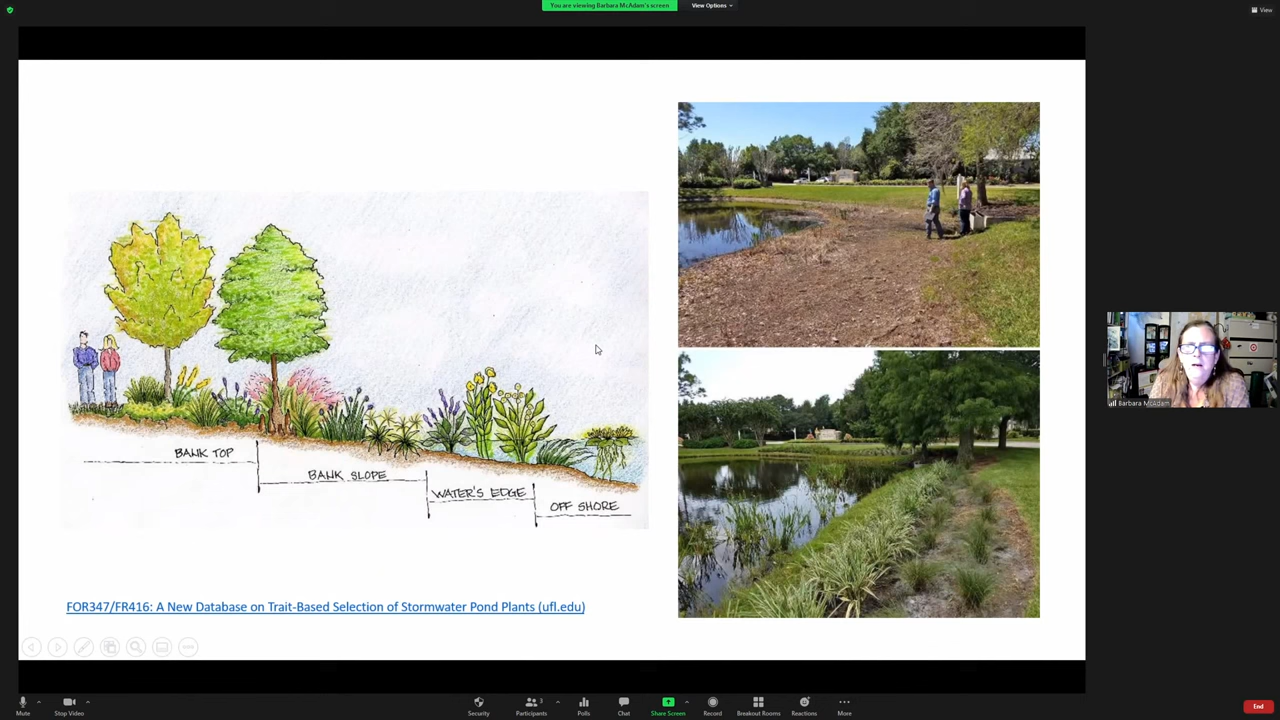 You are viewing Barbara McAdam's screen
View Options
View
BANK TOP
BANK SLOPE
WATER'S EDGE
OFF SHORE
FOR347/FR416: A New Database on Trait-Based Selection of Stormwater Pond Plants (ufl.edu)
Barbara McAdam
Mute
Stop Video
Security
Participants
3
Polls
Chat
Share Screen
Record
Breakout Rooms
Reactions
More
End